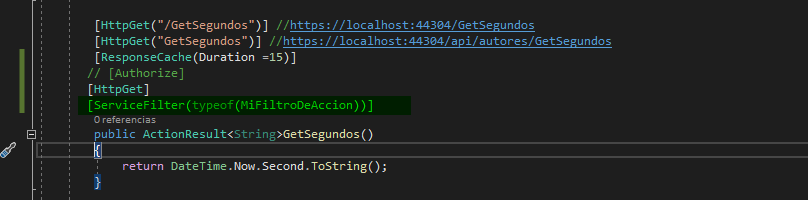 [HttpGet("/GetSegundos")] //https://localhost:44304/GetSegundos
[HttpGet("GetSegundos")] //https://localhost:44304/api/autores/GetSegundos
[ResponseCache(Duration =15)]
// [Authorize]
[HttpGet]
[ServiceFilter(typeof(MiFiltroDeAccion))]
0 referencias
public ActionResult<String>GetSegundos()
{
return DateTime.Now.Second.ToString();
}